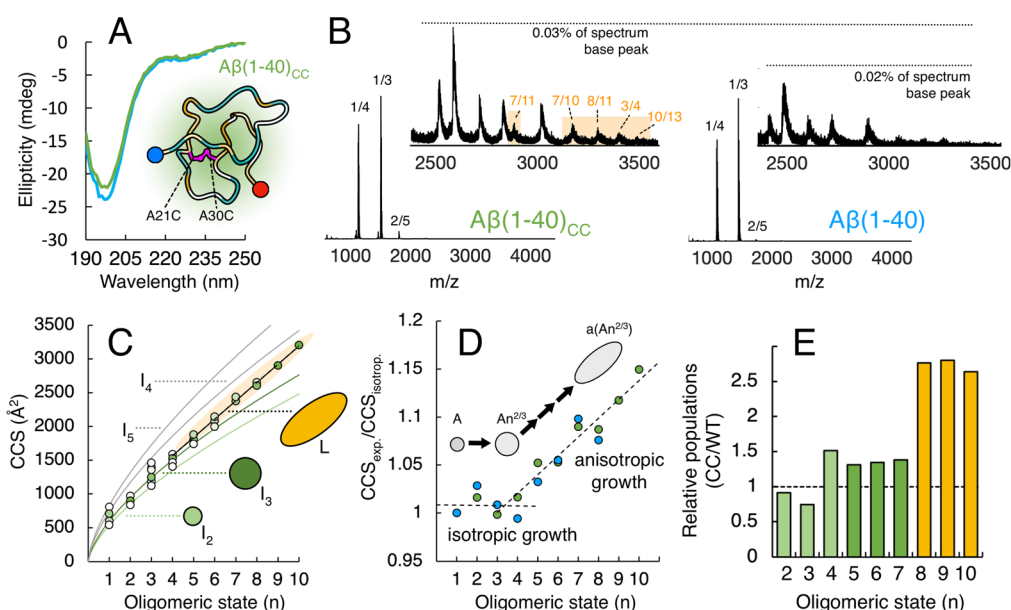 A
0
-5
-10
-15
-20
-25
-30
Ellipticity (mdeg)
190 205 220 235 250
Wavelength (nm)
Aβ(1-40)CC
A21C
A30C
B
0.03% of spectrum
base peak
1/3
1/4
2/5
7/11
7/10
8/11
3/4
10/13
2500 3000 3500
Aβ(1-40)CC
1000 2000 3000 4000
m/z
0.02% of spectrum
base peak
1/3
1/4
2/5
2500 3000 3500
Aβ(1-40)
1000 2000 3000 4000
m/z
C
3500
3000
2500
2000
1500
1000
500
0
CCS (Å²)
I4
I5
L
I3
I2
1 2 3 4 5 6 7 8 9 10
Oligomeric state (n)
D
1.2
1.15
1.10
1.05
1
0.95
CCSexp./CCSisotrop.
A
An2/3
a(An2/3)
anisotropic
growth
isotropic growth
1 2 3 4 5 6 7 8 9 10
Oligomeric state (n)
E
2.5
2
1.5
1
0.5
0
Relative populations
(CC/WT)
2 3 4 5 6 7 8 9 10
Oligomeric state (n)